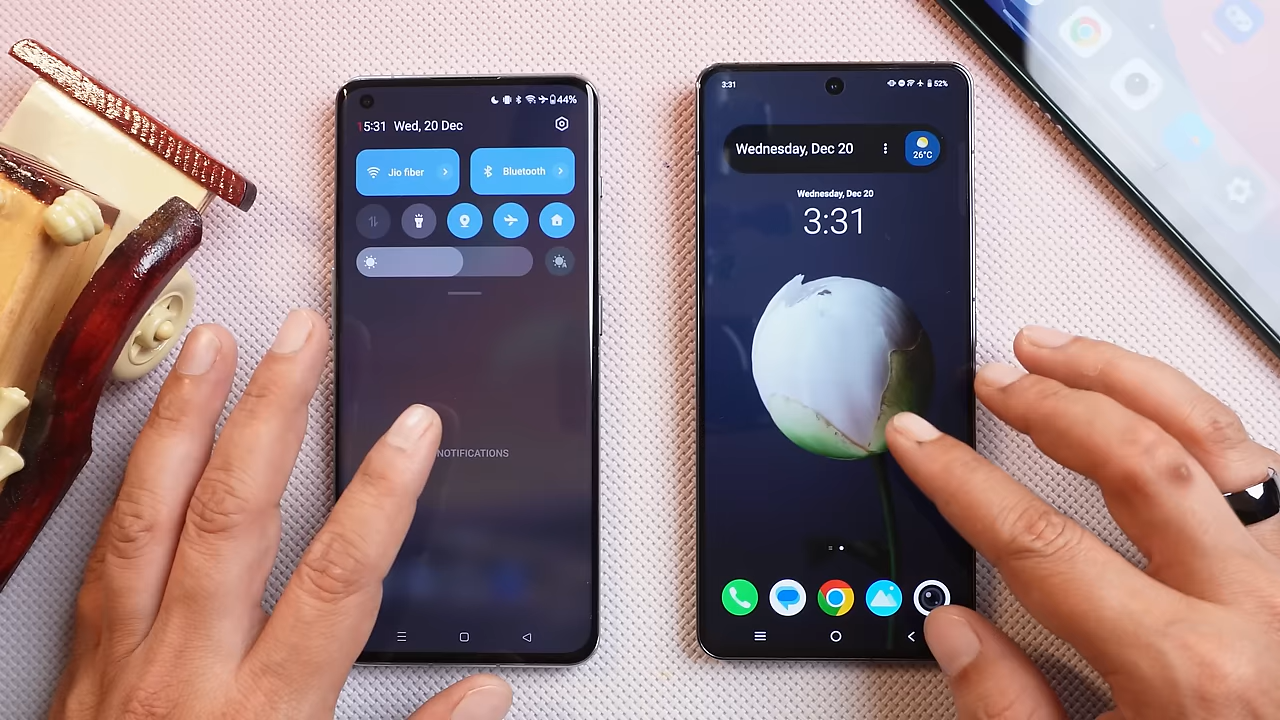 44%
15:31 Wed, 20 Dec
Jio fiber
Bluetooth
NOTIFICATIONS
3:31
52%
Wednesday, Dec 20
26°C
Wednesday, Dec 20
3:31